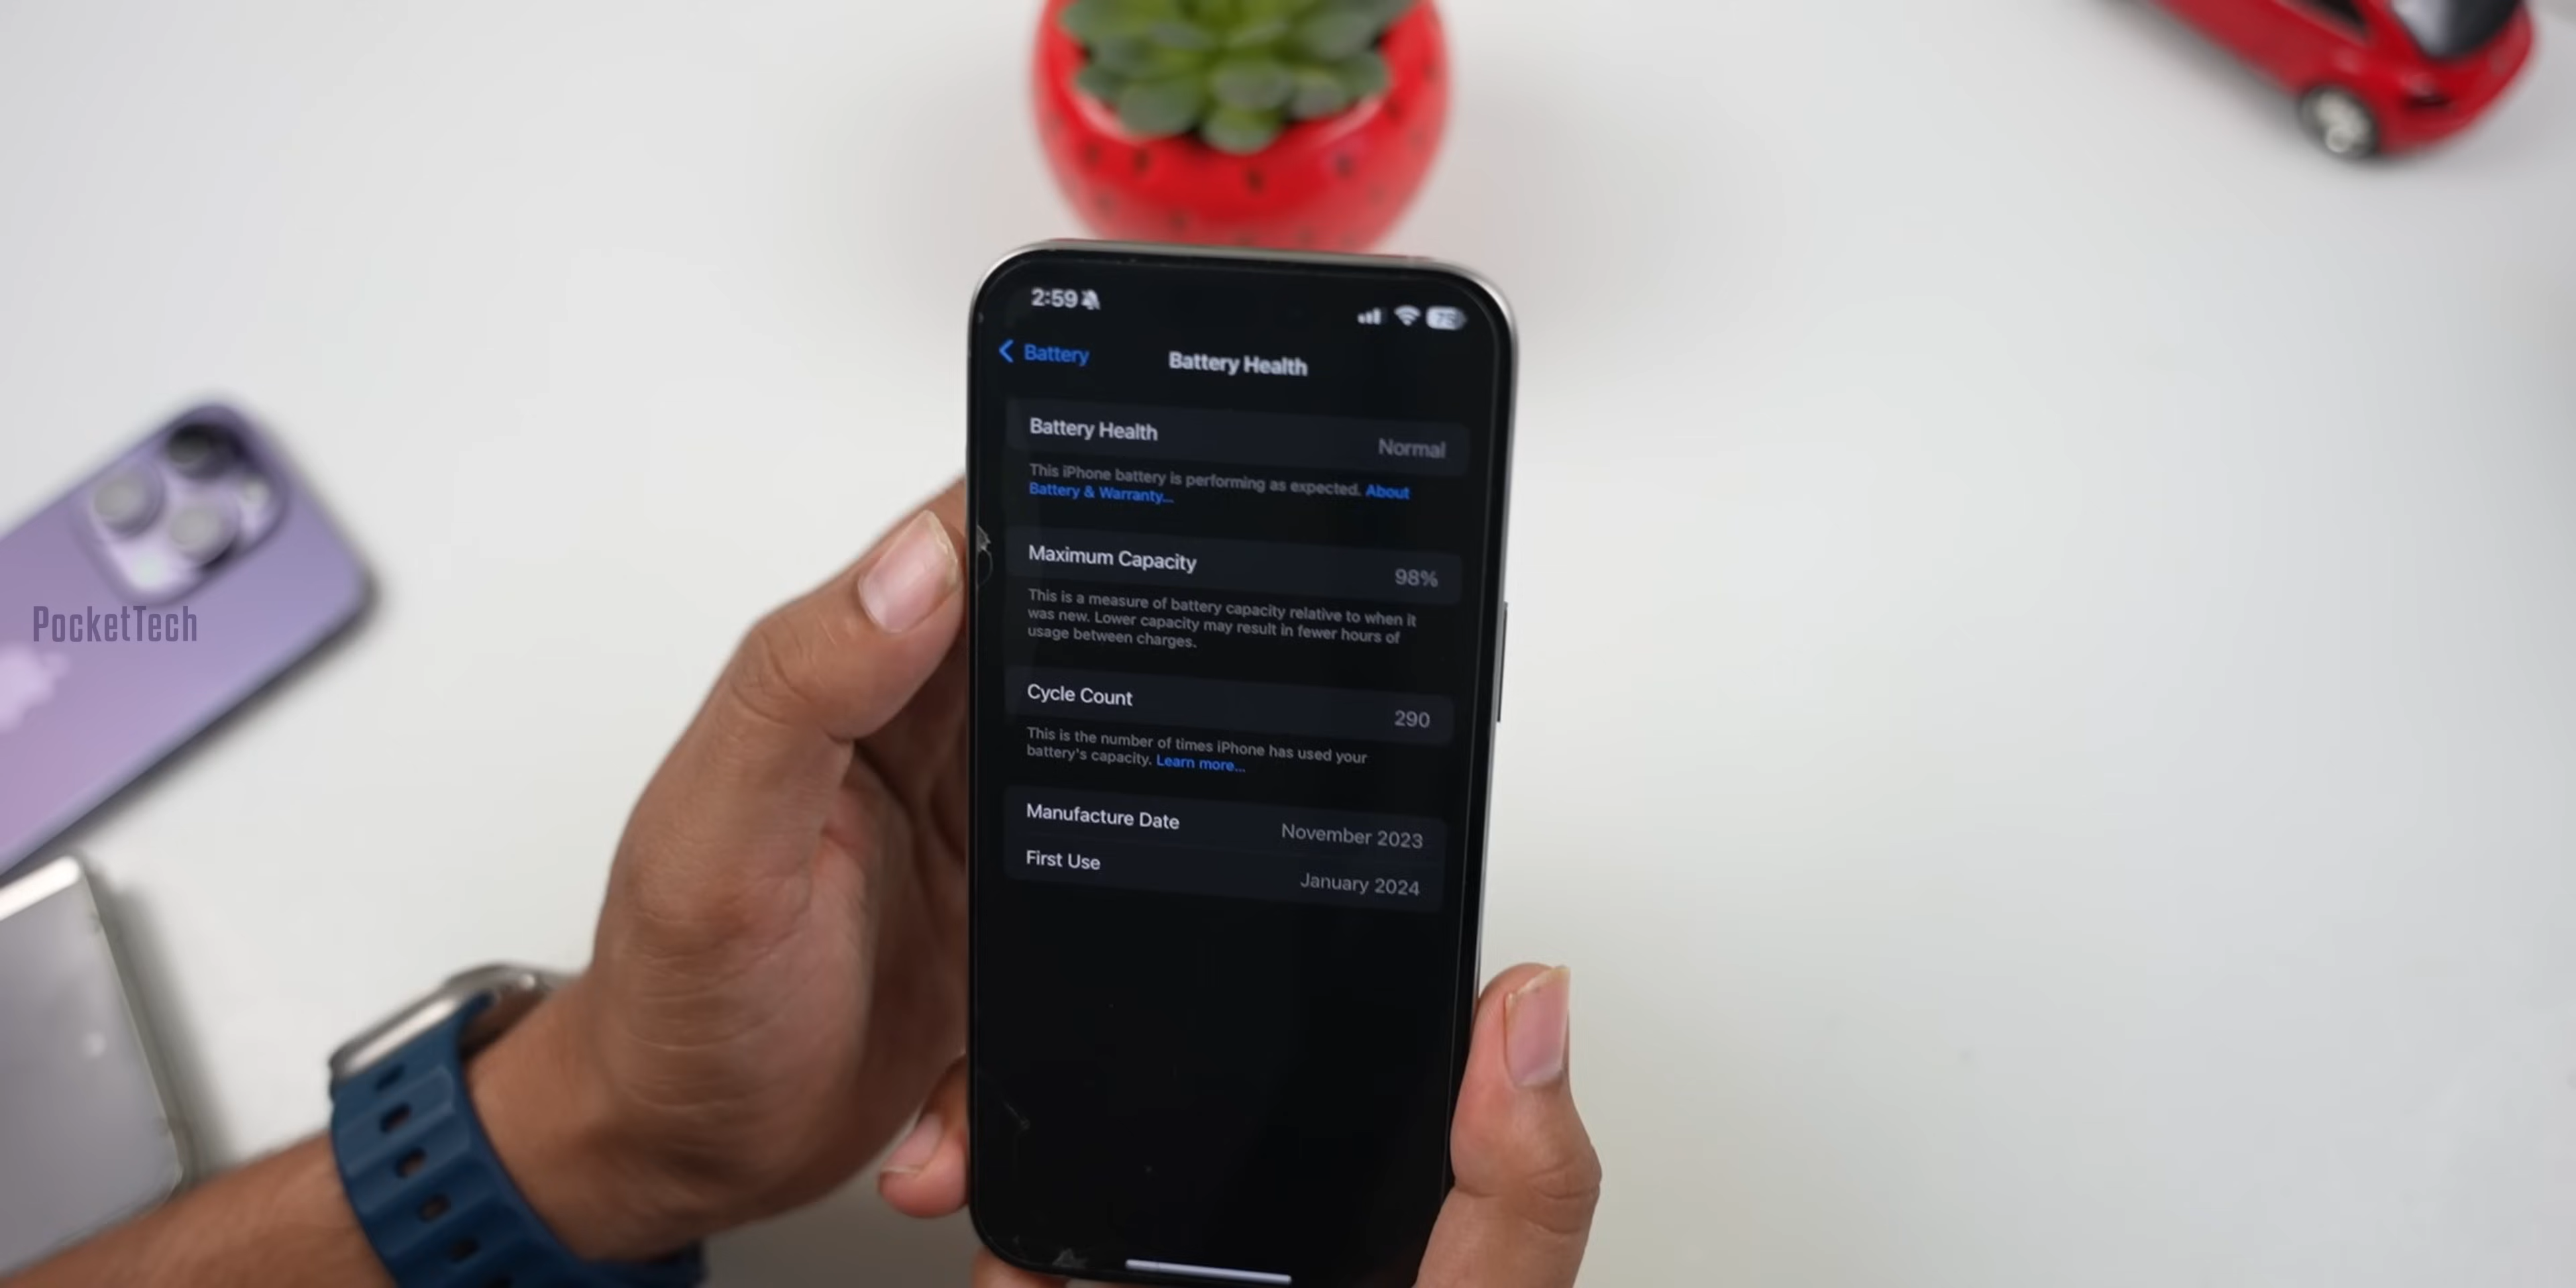 2:59
Battery
Battery Health
Battery Health
Normal
This iPhone battery is performing as expected. About
Battery & Warranty...
Maximum Capacity
98%
This is a measure of battery capacity relative to when it
was new. Lower capacity may result in fewer hours of
usage between charges.
Cycle Count
290
This is the number of times iPhone has used your
battery's capacity. Learn more...
Manufacture Date
November 2023
First Use
January 2024
PocketTech